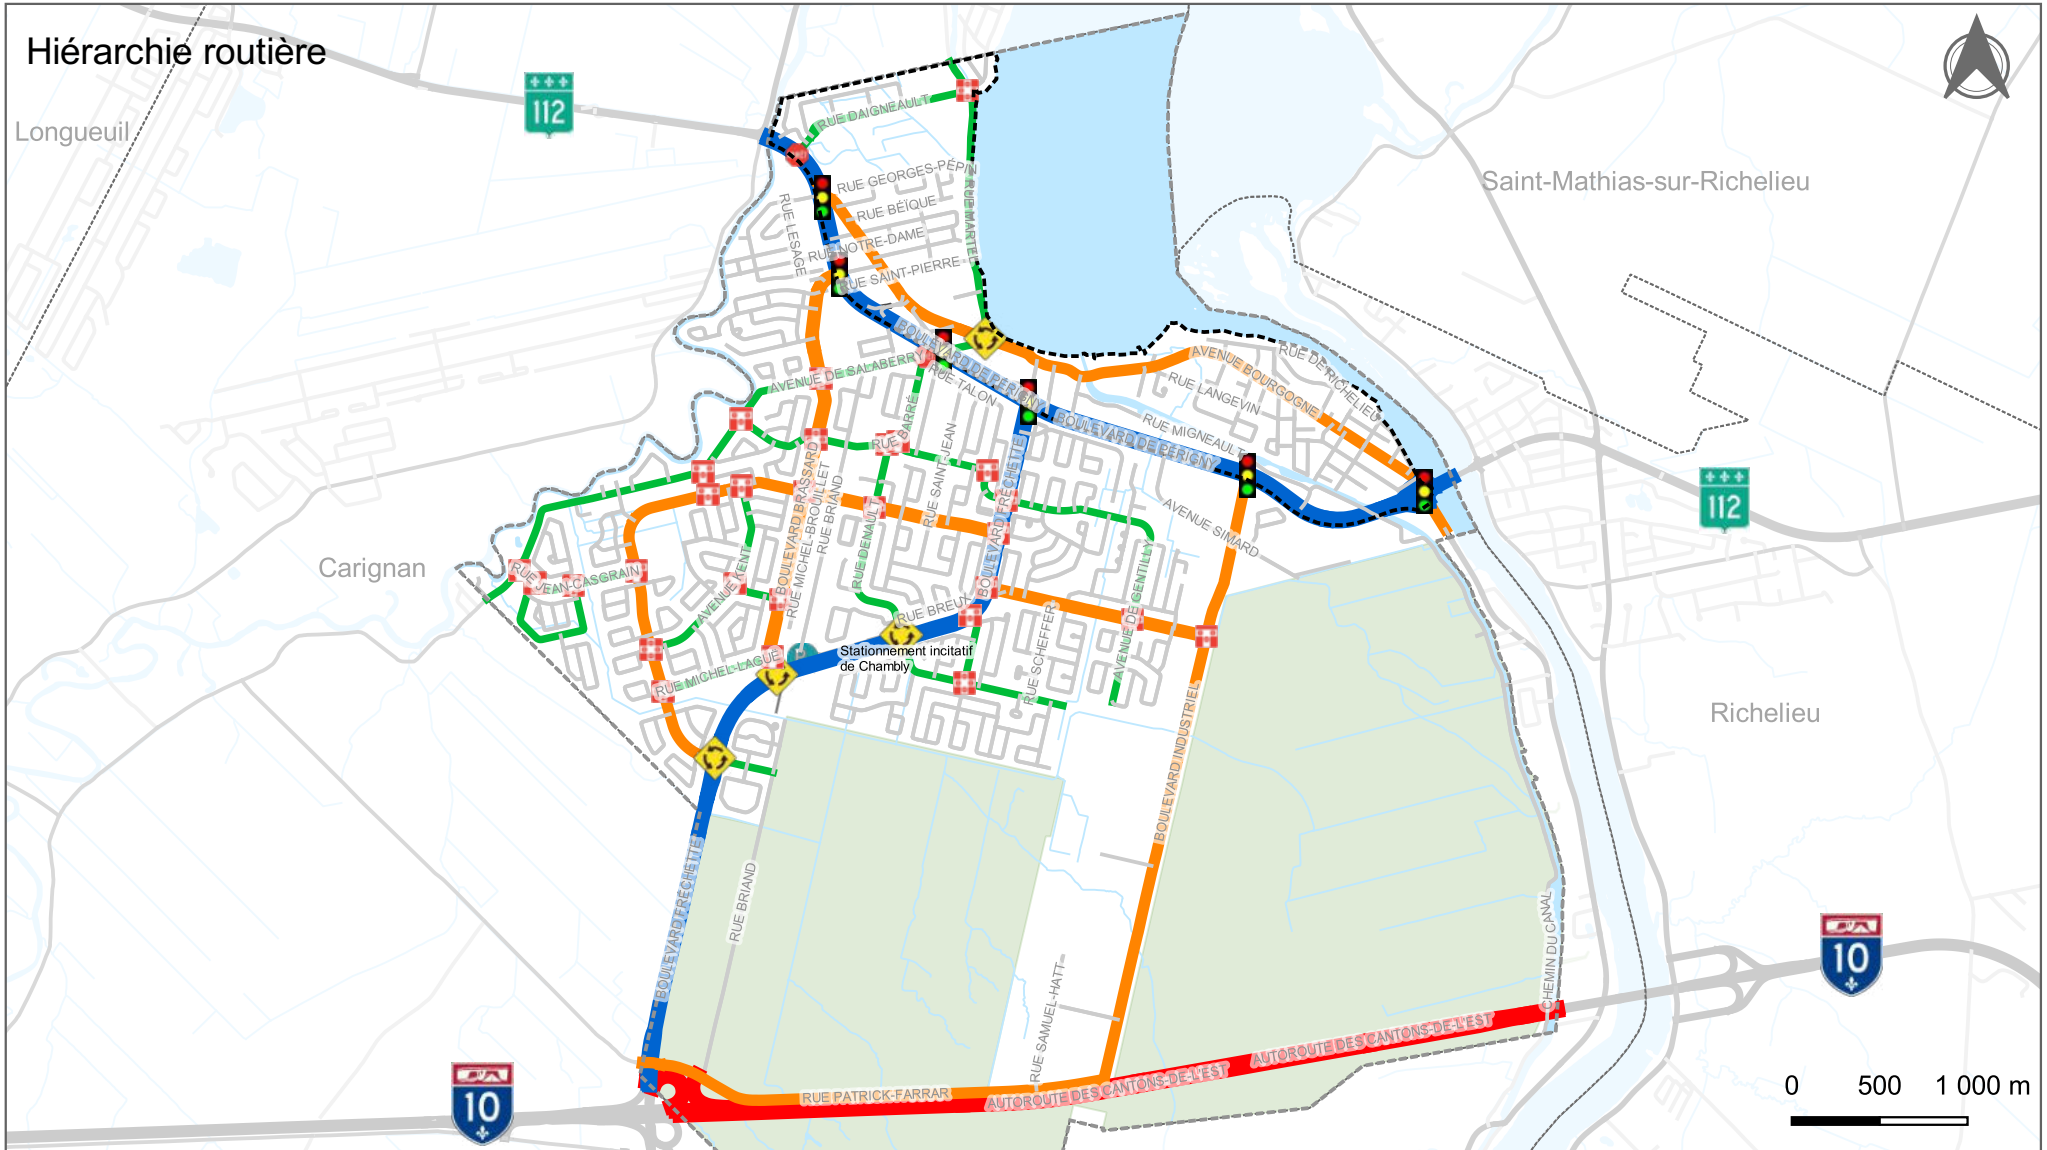 Hiérarchie routière
112
Longueuil
RUE DAIGNEAULT
Saint-Mathias-sur-Richelieu
RUE GEORGES-PÉPIN
RUE BÉÏQUE
RUE LESAGE
RUE NOTRE-DAME
RUE MARTEL
RUE SAINT-PIERRE
BOULEVARD DE PÉRIGNY
AVENUE BOURGOGNE
RUE DE RICHELIEU
AVENUE DE SALABERRY
RUE TALON
RUE LANGEVIN
RUE BARRÉ
RUE MIGNEAULT
BOULEVARD DE PÉRIGNY
RUE SAINT-JEAN
BOULEVARD FRÉCHETTE
BOULEVARD BRASSARD
RUE MICHEL-BROUILLET
RUE BRIAND
AVENUE SIMARD
112
Carignan
RUE JEAN-CASGRAIN
AVENUE KENT
RUE DENAULT
RUE BREUX
RUE SCHEFFER
AVENUE DE GENTILLY
RUE MICHEL-LAGUË
Stationnement incitatif
de Chambly
Richelieu
BOULEVARD INDUSTRIEL
BOULEVARD FRÉCHETTE
RUE BRIAND
CHEMIN DU CANAL
10
RUE SAMUEL-HATT
AUTOROUTE DES CANTONS-DE-L'EST
AUTOROUTE DES CANTONS-DE-L'EST
RUE PATRICK-FARRAR
10
0 500 1 000 m